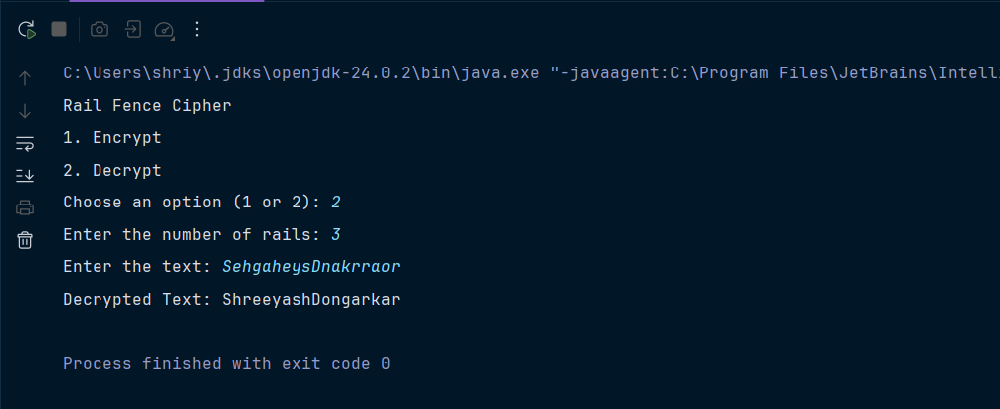 C:\Users\shriy\.jdks\openjdk-24.0.2\bin\java.exe "-javaagent:C:\Program Files\JetBrains\Intell
Rail Fence Cipher
1. Encrypt
2. Decrypt
Choose an option (1 or 2): 2
Enter the number of rails: 3
Enter the text: SehgaheysDnakrraor
Decrypted Text: ShreeyashDongarkar
Process finished with exit code 0